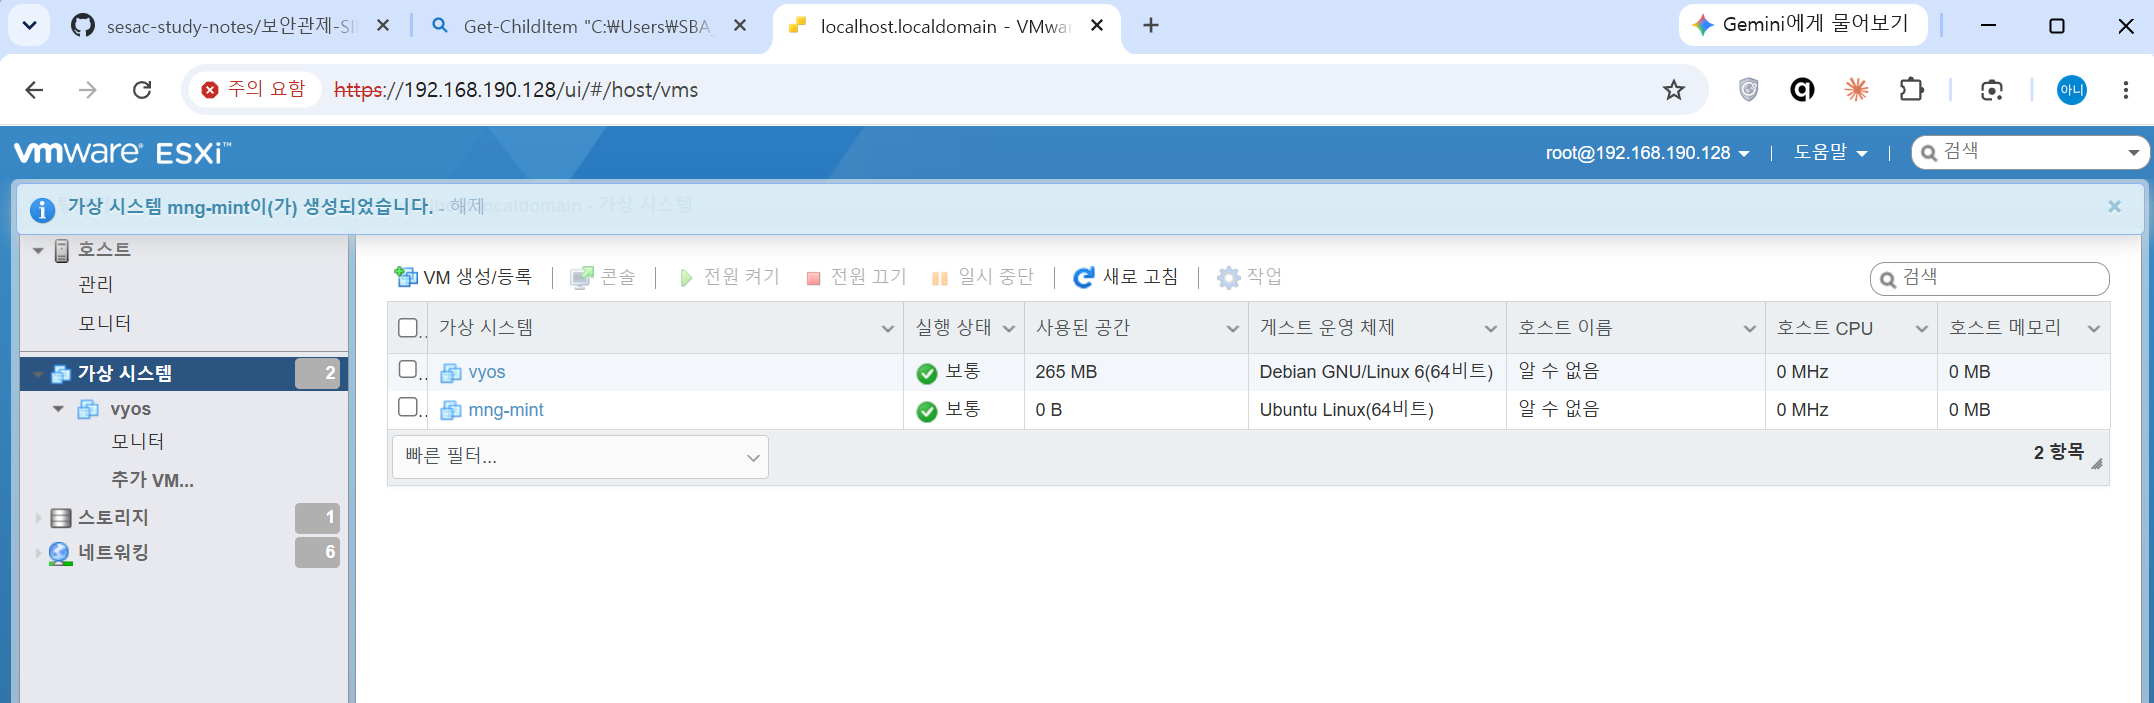 sesac-study-notes/보안관제-SI
Get-ChildItem "C:₩Users₩SBA_
localhost.localdomain - VMwa
Gemini에게 물어보기
주의 요함
https://192.168.190.128/ui/#/host/vms
아니
vmware ESXi™
root@192.168.190.128
도움말
검색
가상 시스템 mng-mint이(가) 생성되었습니다. - 해제
localdomain - 가상 시스템
호스트
관리
모니터
가상 시스템 2
vyos
모니터
추가 VM...
스토리지 1
네트워킹 6
VM 생성/등록 콘솔 전원 켜기 전원 끄기 일시 중단 새로 고침 작업
검색
가상 시스템 실행 상태 사용된 공간 게스트 운영 체제 호스트 이름 호스트 CPU 호스트 메모리
vyos 보통 265 MB Debian GNU/Linux 6(64비트) 알 수 없음 0 MHz 0 MB
mng-mint 보통 0 B Ubuntu Linux(64비트) 알 수 없음 0 MHz 0 MB
빠른 필터...
2 항목